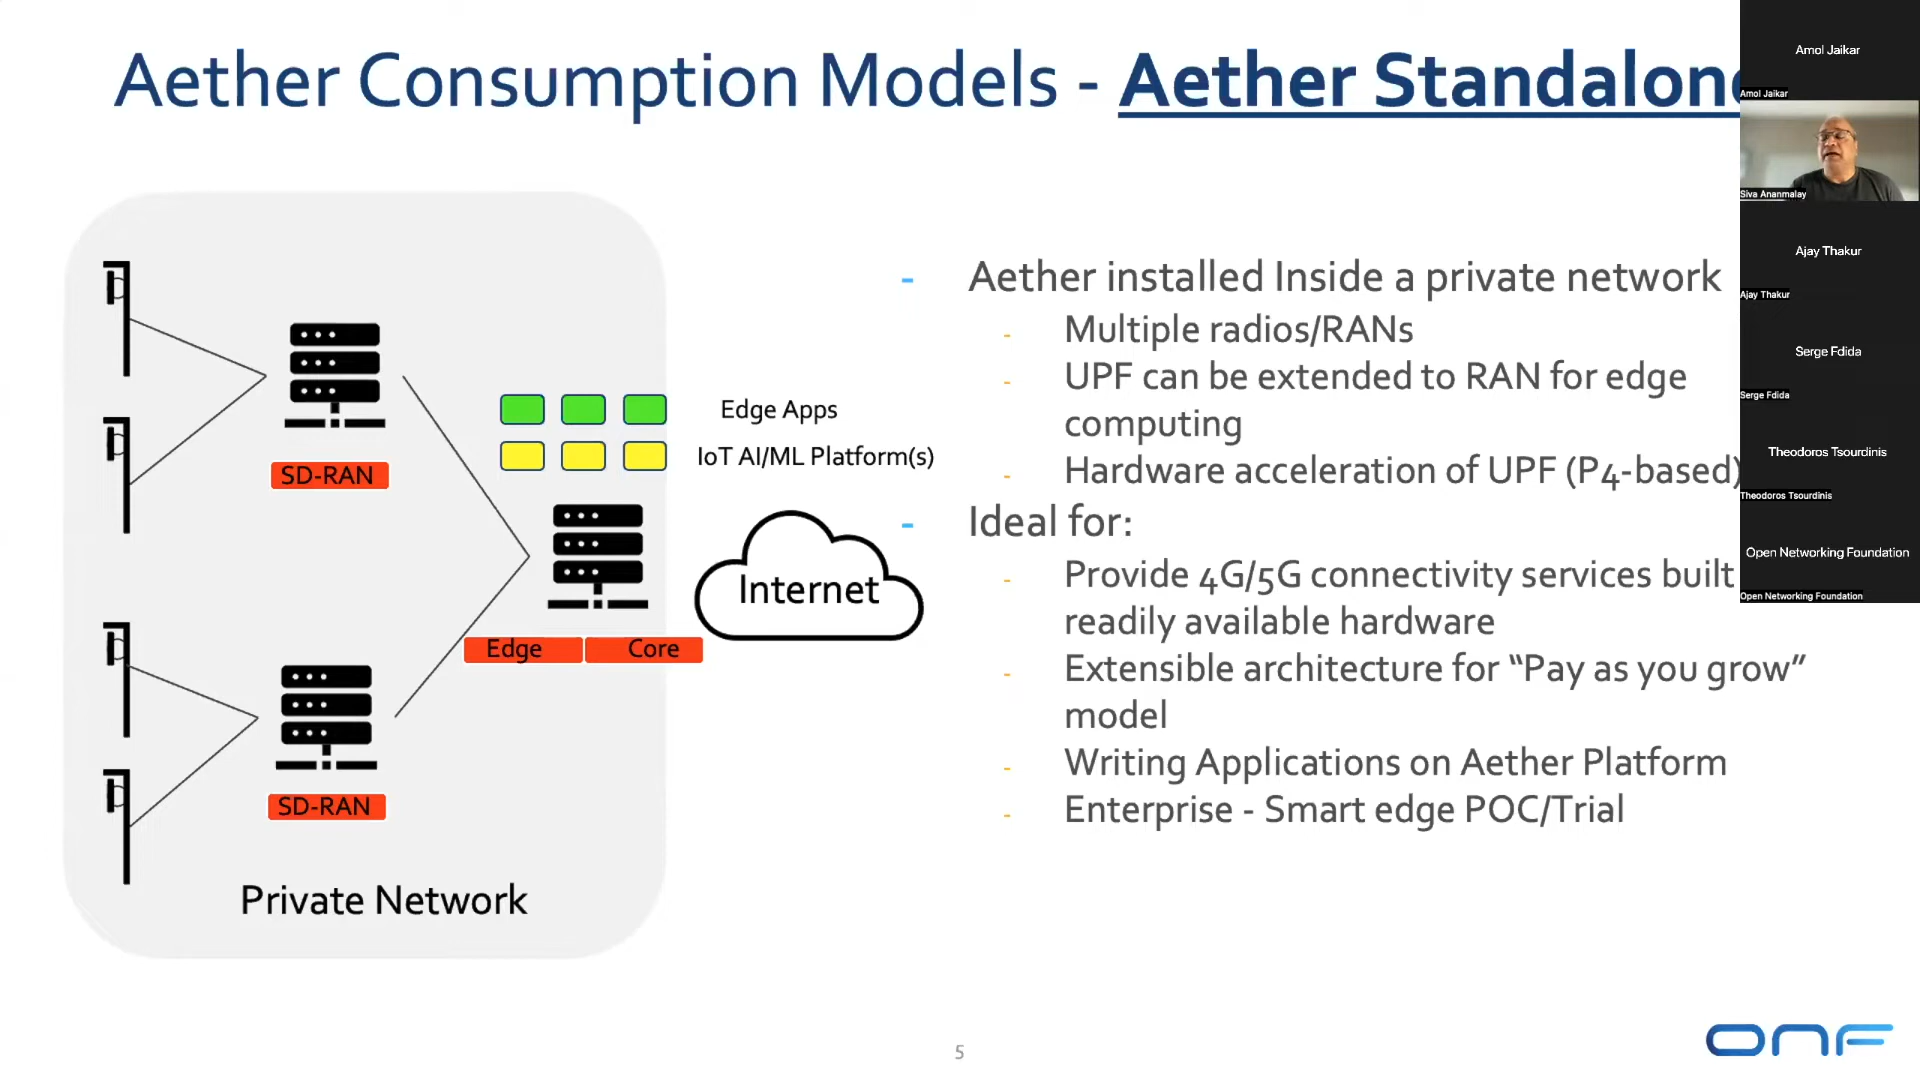 Aether Consumption Models - Aether Standalone
Amol Jaikar
Amol Jaikar
Siva Ananmalay
Ajay Thakur
Ajay Thakur
Serge Fdida
Serge Fdida
Theodoros Tsourdinis
Theodoros Tsourdinis
Open Networking Foundation
Open Networking Foundation
SD-RAN
Edge Apps
IoT AI/ML Platform(s)
Internet
Edge
Core
SD-RAN
Private Network
- Aether installed Inside a private network
- Multiple radios/RANs
- UPF can be extended to RAN for edge
computing
- Hardware acceleration of UPF (P4-based)
- Ideal for:
- Provide 4G/5G connectivity services built
readily available hardware
- Extensible architecture for “Pay as you grow”
model
- Writing Applications on Aether Platform
- Enterprise - Smart edge POC/Trial
5
ONF